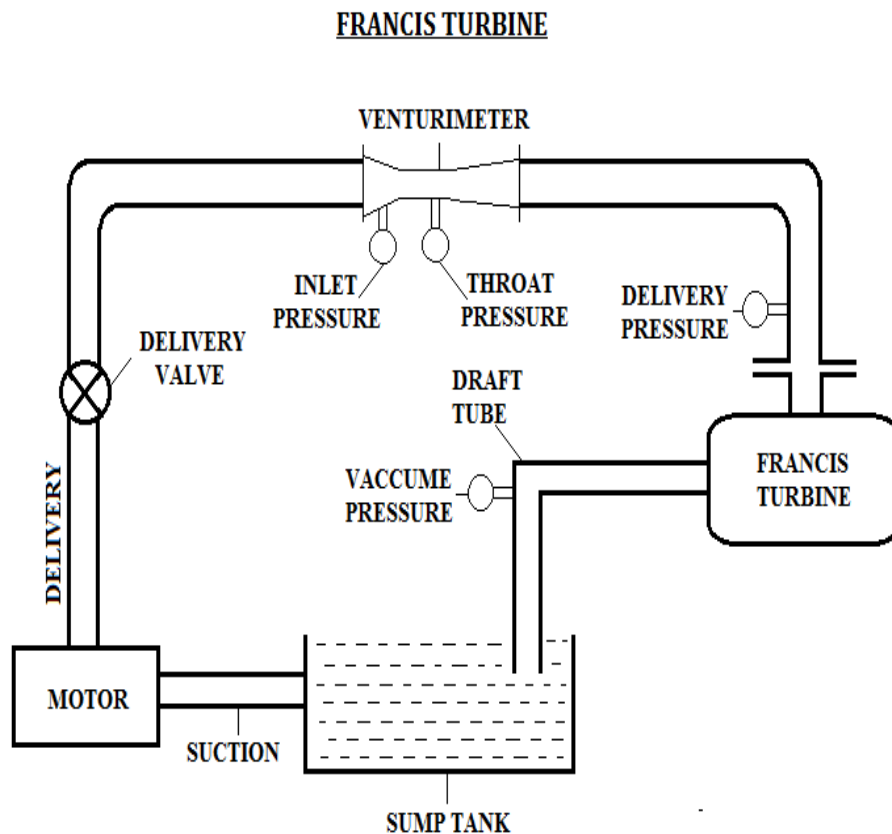 FRANCIS TURBINE
VENTURIMETER
INLET
PRESSURE
THROAT
PRESSURE
DELIVERY
PRESSURE
DELIVERY
VALVE
DRAFT
TUBE
VACCUME
PRESSURE
FRANCIS
TURBINE
DELIVERY
MOTOR
SUCTION
SUMP TANK